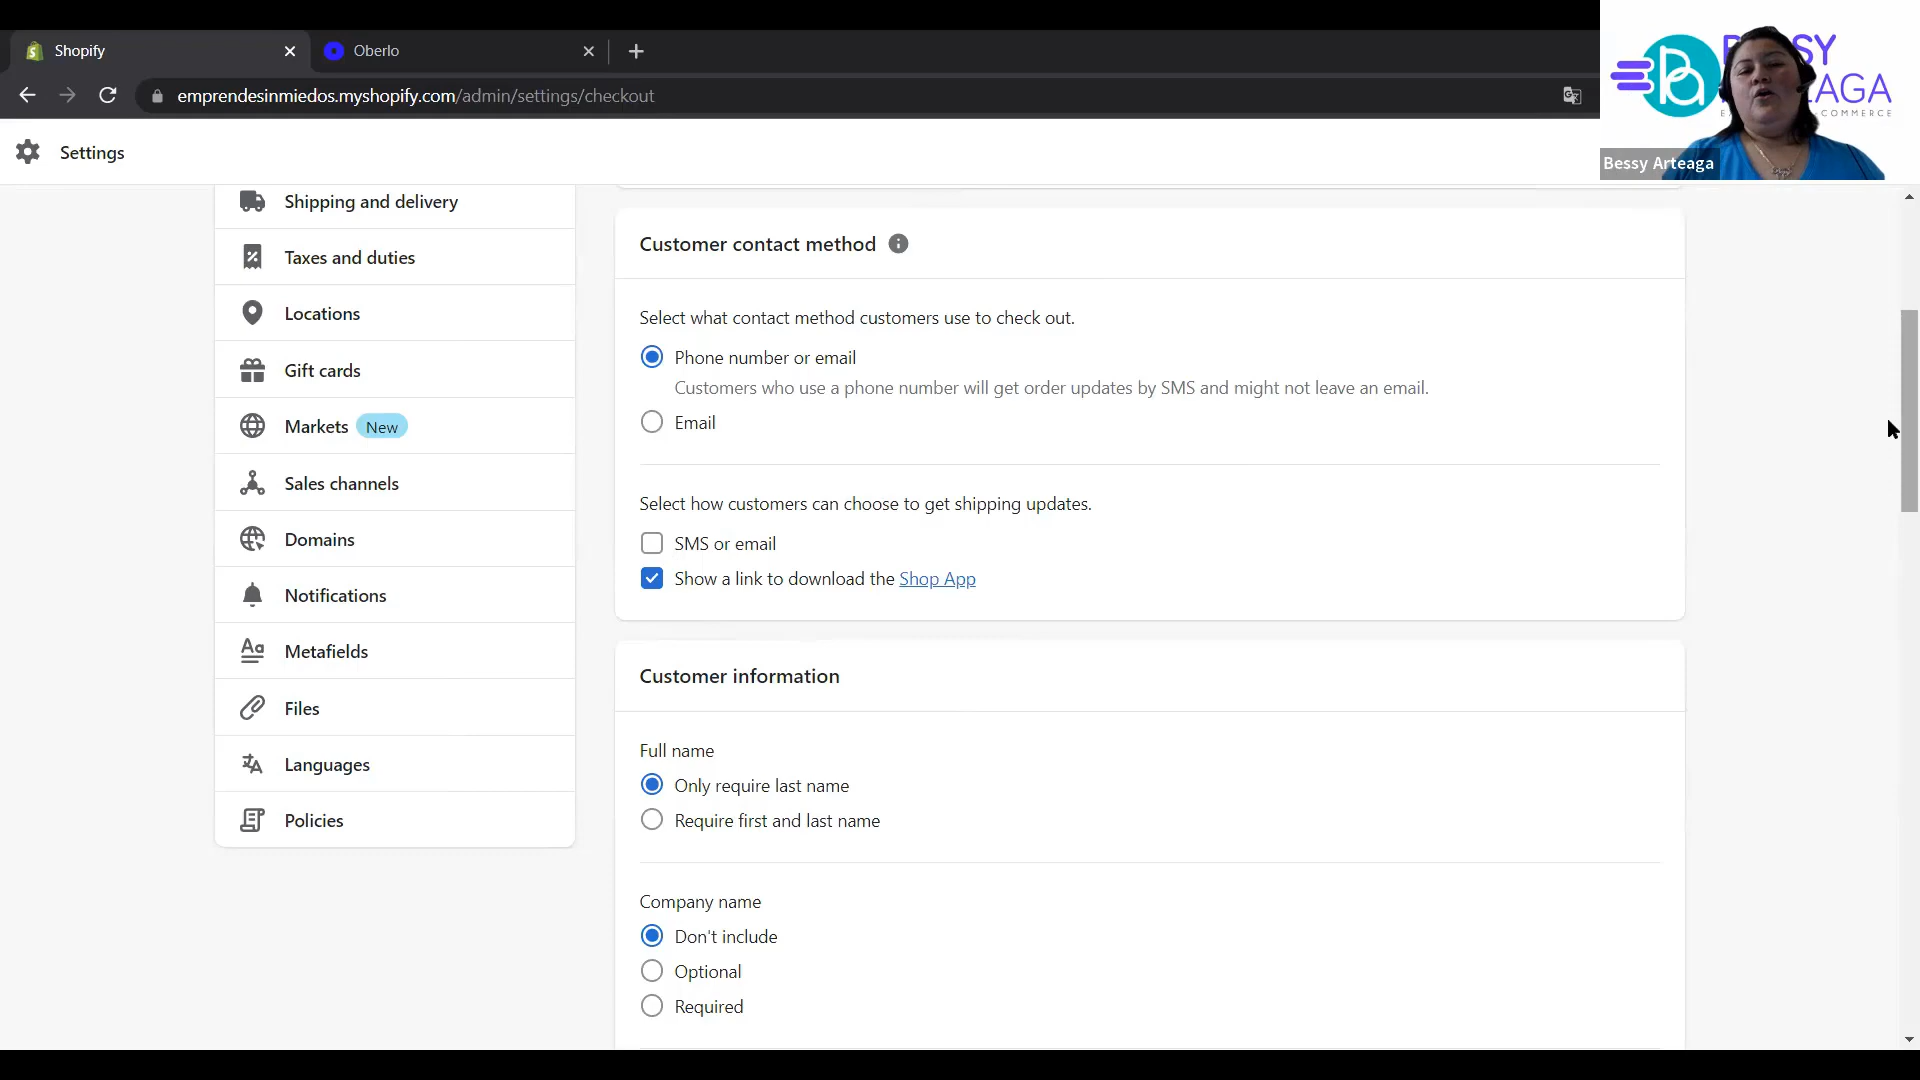 Shopify
Oberlo
emprendesinmiedos.myshopify.com/admin/settings/checkout
SY
AGA
COMMERCE
Bessy Arteaga
Settings
Shipping and delivery
Taxes and duties
Locations
Gift cards
Markets New
Sales channels
Domains
Notifications
Metafields
Files
Languages
Policies
Customer contact method
Select what contact method customers use to check out.
Phone number or email
Customers who use a phone number will get order updates by SMS and might not leave an email.
Email
Select how customers can choose to get shipping updates.
SMS or email
Show a link to download the Shop App
Customer information
Full name
Only require last name
Require first and last name
Company name
Don't include
Optional
Required